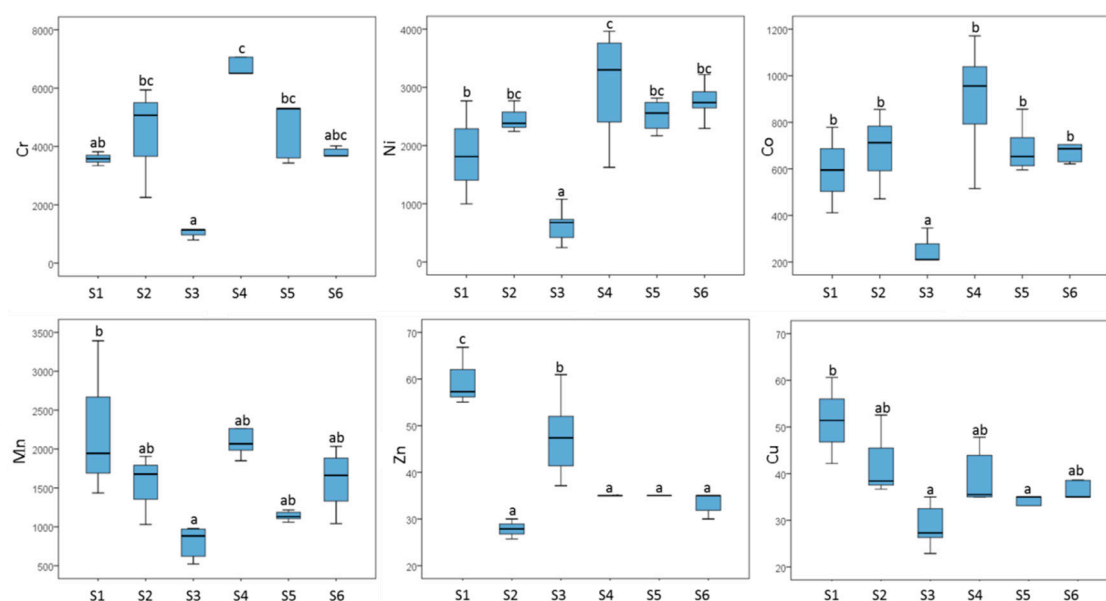 8000
6000
4000
2000
0
Cr
ab
bc
a
c
bc
abc
S1 S2 S3 S4 S5 S6
4000
3000
2000
1000
0
Ni
b
bc
a
c
bc
bc
S1 S2 S3 S4 S5 S6
1200
1000
800
600
400
200
Co
b
b
a
b
b
b
S1 S2 S3 S4 S5 S6
3500
3000
2500
2000
1500
1000
500
Mn
b
ab
a
ab
ab
ab
S1 S2 S3 S4 S5 S6
70
60
50
40
30
20
Zn
c
a
b
a
a
a
S1 S2 S3 S4 S5 S6
70
60
50
40
30
20
10
Cu
b
ab
a
ab
a
ab
S1 S2 S3 S4 S5 S6